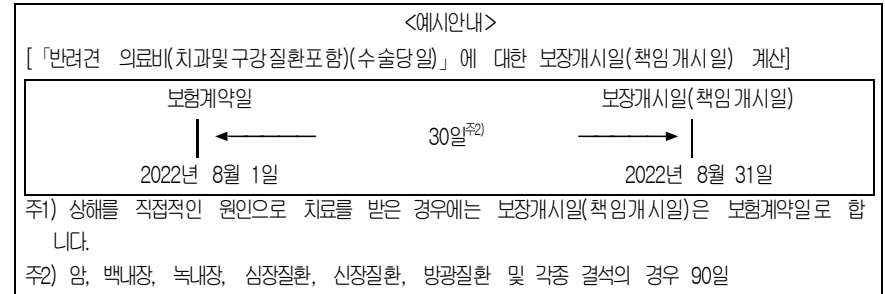 <예시안내>
[「반려견 의료비(치과및구강질환포함)(수술당일)」에 대한 보장개시일(책임개시일) 계산]
보험계약일 보장개시일(책임개시일)
30일주2)
2022년 8월 1일 2022년 8월 31일
주1) 상해를 직접적인 원인으로 치료를 받은 경우에는 보장개시일(책임개시일)은 보험계약일로 합
니다.
주2) 암, 백내장, 녹내장, 심장질환, 신장질환, 방광질환 및 각종 결석의 경우 90일